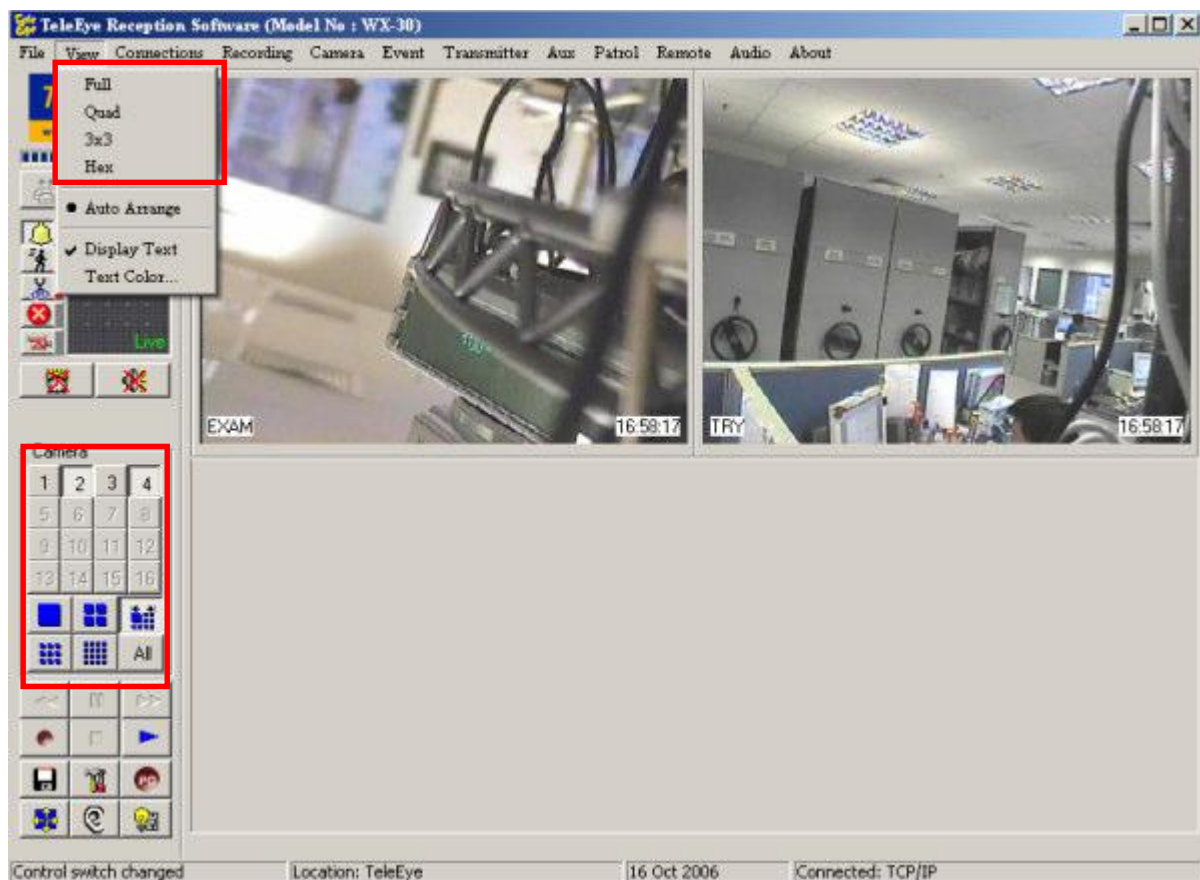 TeleEye Reception Software (Model No : WX-30)
File View Connections Recording Camera Event Transmitter Aux Patrol Remote Audio About
Full
Quad
3x3
Hex
Auto Arrange
Display Text
Text Color...
Live
EXAM 16:58:17
TRY 16:58:17
Camera
1 2 3 4
5 6 7 8
9 10 11 12
13 14 15 16
All
Control switch changed Location: TeleEye 16 Oct 2006 Connected: TCP/IP